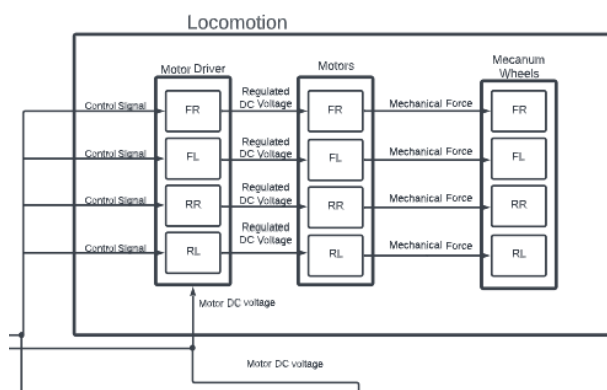 Locomotion
Motor Driver
Motors
Mecanum
Wheels
Control Signal
FR
Regulated
DC Voltage
FR
Mechanical Force
FR
Control Signal
FL
Regulated
DC Voltage
FL
Mechanical Force
FL
Control Signal
RR
Regulated
DC Voltage
RR
Mechanical Force
RR
Control Signal
RL
Regulated
DC Voltage
RL
Mechanical Force
RL
Motor DC voltage
Motor DC voltage